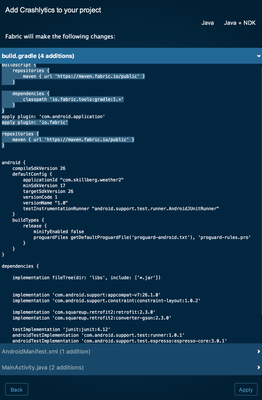 Add Crashlytics to your project
Java
Java + NDK
Fabric will make the following changes:
build.gradle (4 additions)
buildscript {
repositories {
maven { url 'https://maven.fabric.io/public' }
}
dependencies {
classpath 'io.fabric.tools:gradle:1.+'
}
}
apply plugin: 'com.android.application'
apply plugin: 'io.fabric'
repositories {
maven { url 'https://maven.fabric.io/public' }
}
android {
compileSdkVersion 26
defaultConfig {
applicationId "com.skillberg.weather2"
minSdkVersion 17
targetSdkVersion 26
versionCode 1
versionName "1.0"
testInstrumentationRunner "android.support.test.runner.AndroidJUnitRunner"
}
buildTypes {
release {
minifyEnabled false
proguardFiles getDefaultProguardFile('proguard-android.txt'), 'proguard-rules.pro'
}
}
}
dependencies {
implementation fileTree(dir: 'libs', include: ['*.jar'])
implementation 'com.android.support:appcompat-v7:26.1.0'
implementation 'com.android.support.constraint:constraint-layout:1.0.2'
implementation 'com.squareup.retrofit2:retrofit:2.3.0'
implementation 'com.squareup.retrofit2:converter-gson:2.3.0'
testImplementation 'junit:junit:4.12'
androidTestImplementation 'com.android.support.test:runner:1.0.1'
androidTestImplementation 'com.android.support.test.espresso:espresso-core:3.0.1'
AndroidManifest.xml (1 addition)
MainActivity.java (2 additions)
Back
Apply